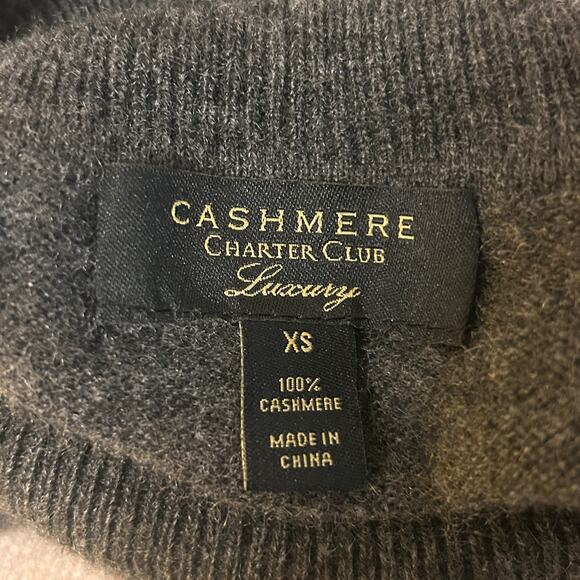 CASHMERE
CHARTER CLUB
Luxury
XS
100%
CASHMERE
MADE IN
CHINA